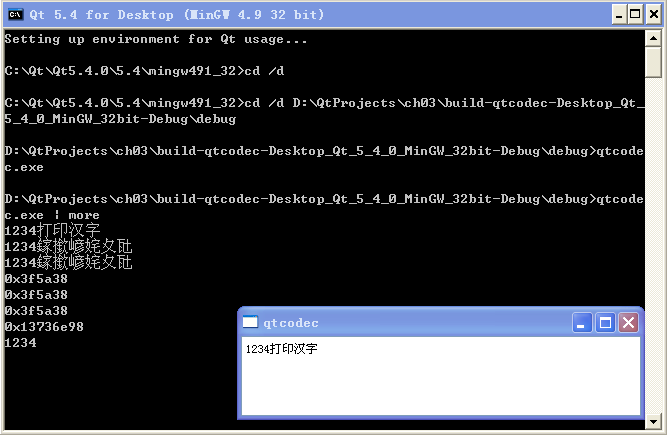 Qt 5.4 for Desktop (MinGW 4.9 32 bit)
Setting up environment for Qt usage...
C:\Qt\Qt5.4.0\5.4\mingw491_32>cd /d
C:\Qt\Qt5.4.0\5.4\mingw491_32>cd /d D:\QtProjects\ch03\build-qtcodec-Desktop_Qt_
5_4_0_MinGW_32bit-Debug\debug
D:\QtProjects\ch03\build-qtcodec-Desktop_Qt_5_4_0_MinGW_32bit-Debug\debug>qtcode
c.exe
D:\QtProjects\ch03\build-qtcodec-Desktop_Qt_5_4_0_MinGW_32bit-Debug\debug>qtcode
c.exe | more
1234打印汉字
1234鎵撳嵃姹夊瓧
1234鎵撳嵃姹夊瓧
0x3f5a38
0x3f5a38
0x3f5a38
0x13736e98
1234
qtcodec
1234打印汉字